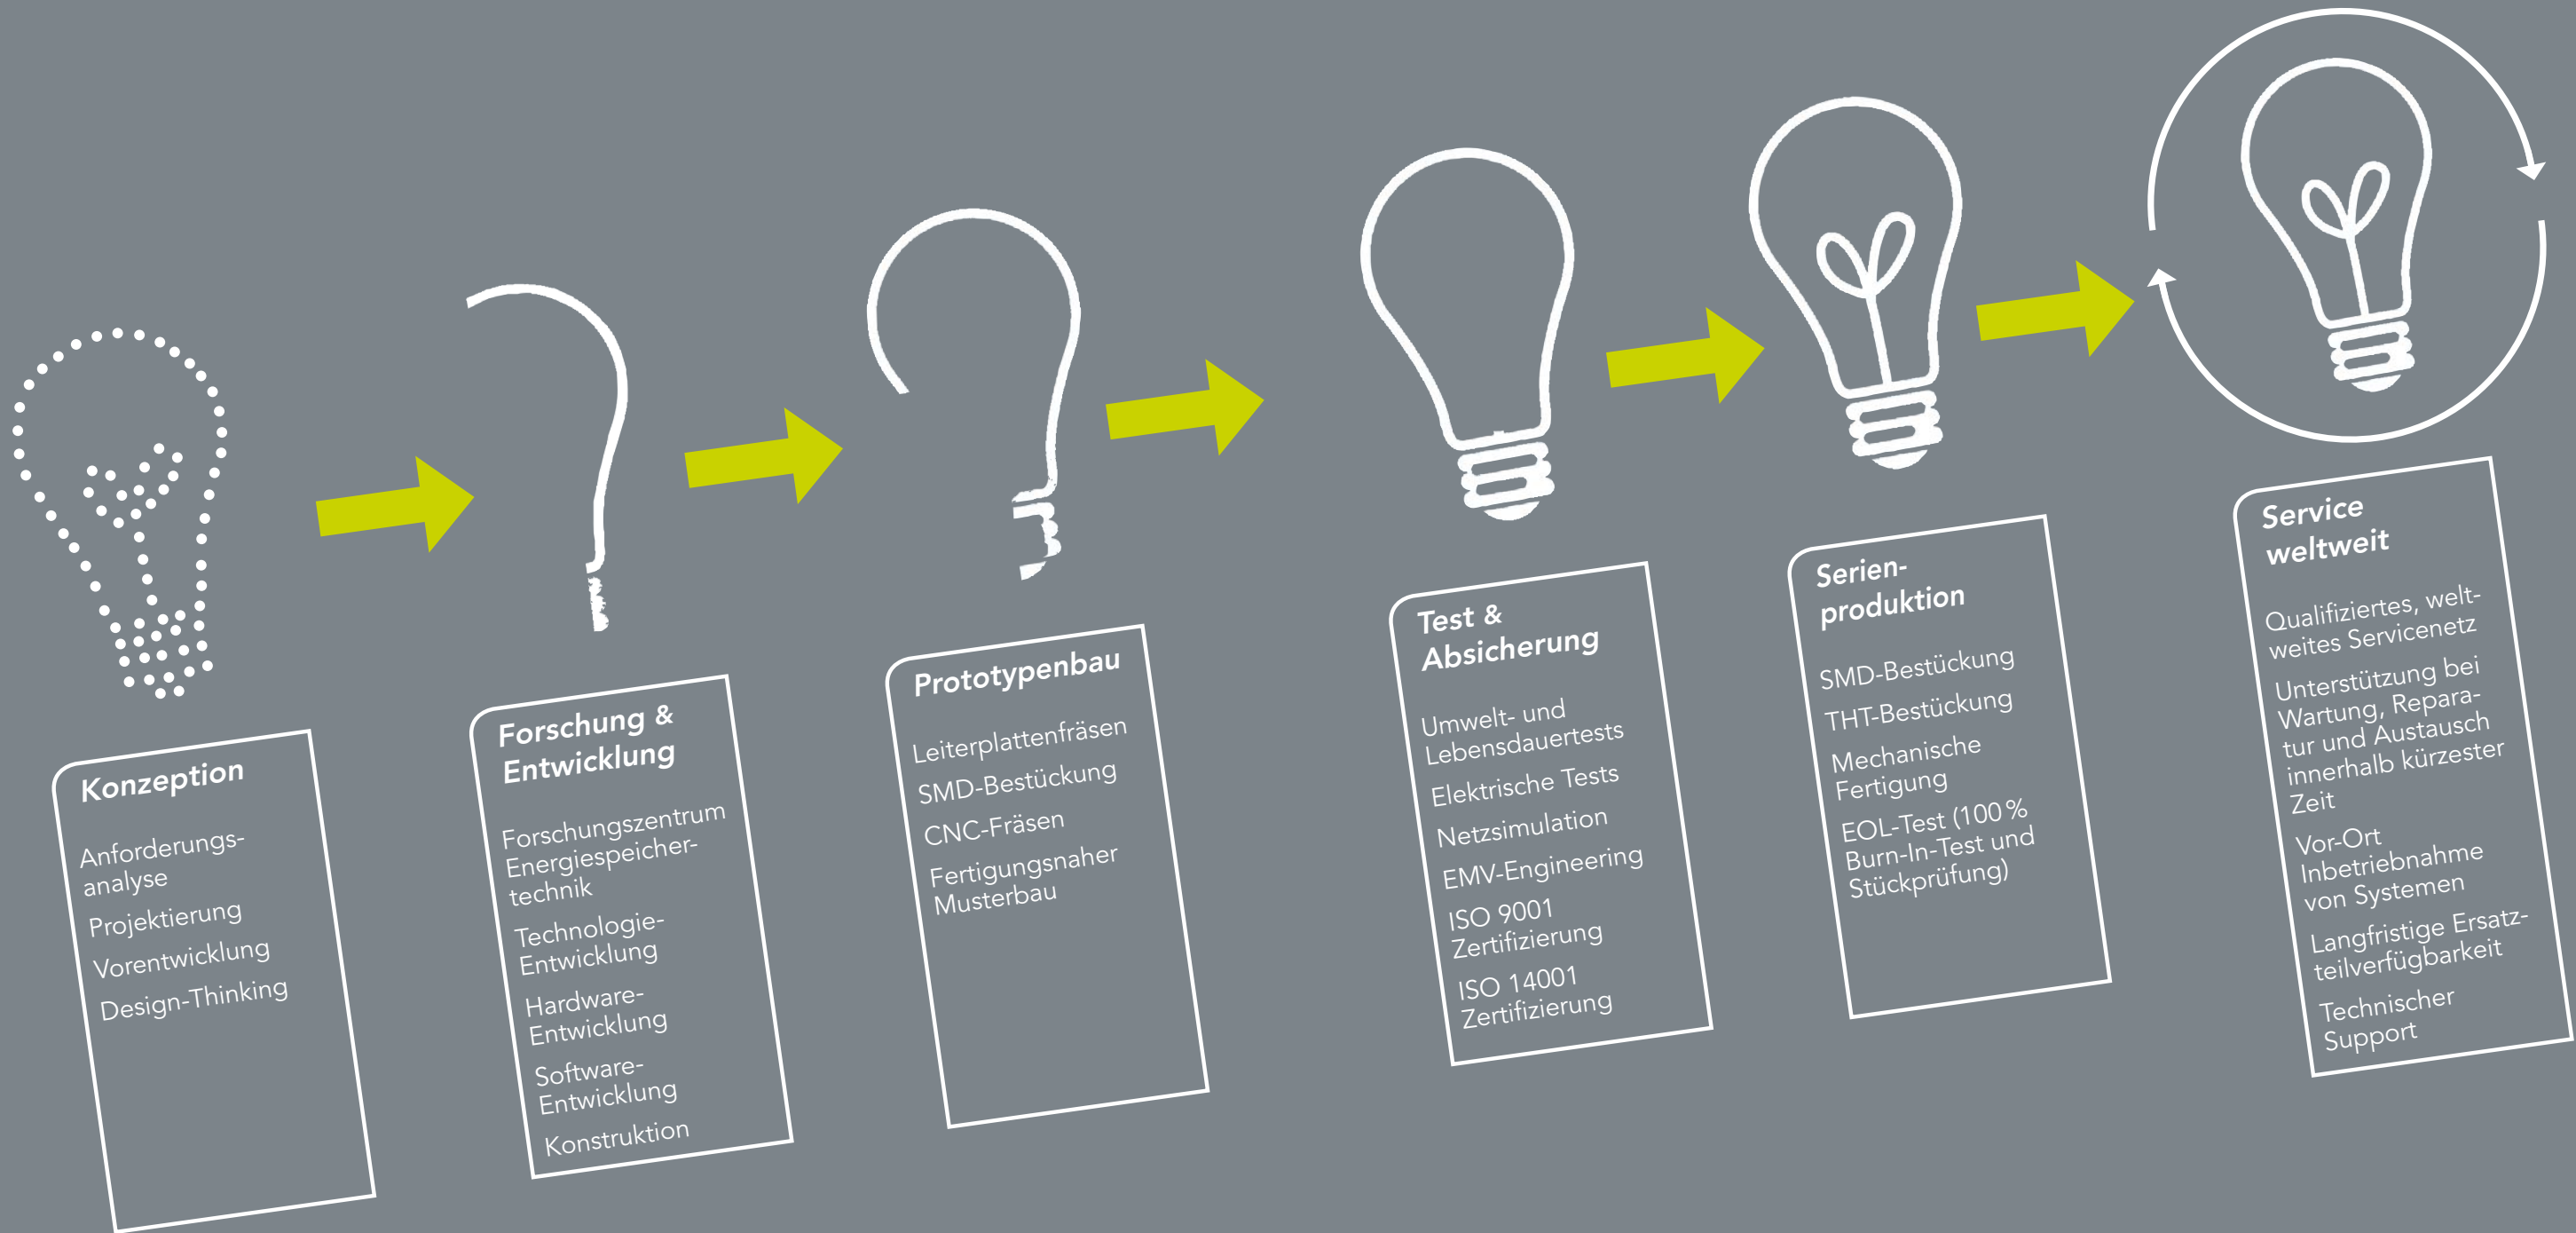 Konzeption
Anforderungs-
analyse
Projektierung
Vorentwicklung
Design-Thinking
Forschung &
Entwicklung
Forschungszentrum
Energiespeicher-
technik
Technologie-
Entwicklung
Hardware-
Entwicklung
Software-
Entwicklung
Konstruktion
Prototypenbau
Leiterplattenfräsen
SMD-Bestückung
CNC-Fräsen
Fertigungsnaher
Musterbau
Test &
Absicherung
Umwelt- und
Lebensdauertests
Elektrische Tests
Netzsimulation
EMV-Engineering
ISO 9001
Zertifizierung
ISO 14001
Zertifizierung
Serien-
produktion
SMD-Bestückung
THT-Bestückung
Mechanische
Fertigung
EOL-Test (100 %
Burn-In-Test und
Stückprüfung)
Service
weltweit
Qualifiziertes, welt-
weites Servicenetz
Unterstützung bei
Wartung, Repara-
tur und Austausch
innerhalb kürzester
Zeit
Vor-Ort
Inbetriebnahme
von Systemen
Langfristige Ersatz-
teilverfügbarkeit
Technischer
Support